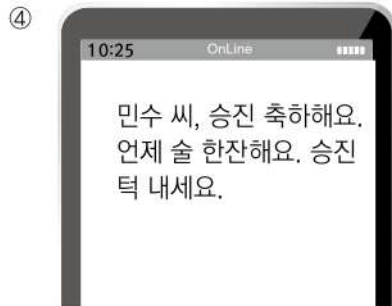 ④
10:25 OnLine
민수 씨, 승진 축하해요.
언제 술 한잔해요. 승진
턱 내세요.